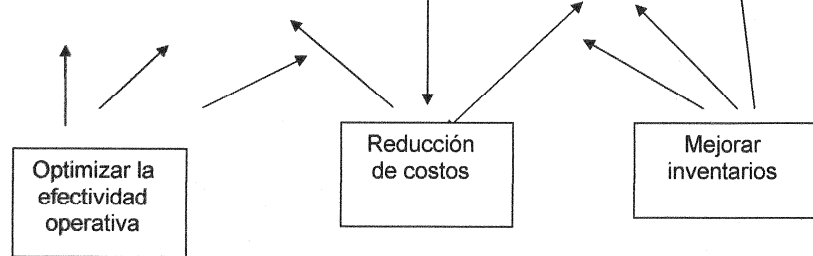 Optimizar la
efectividad
operativa
Reducción
de costos
Mejorar
inventarios